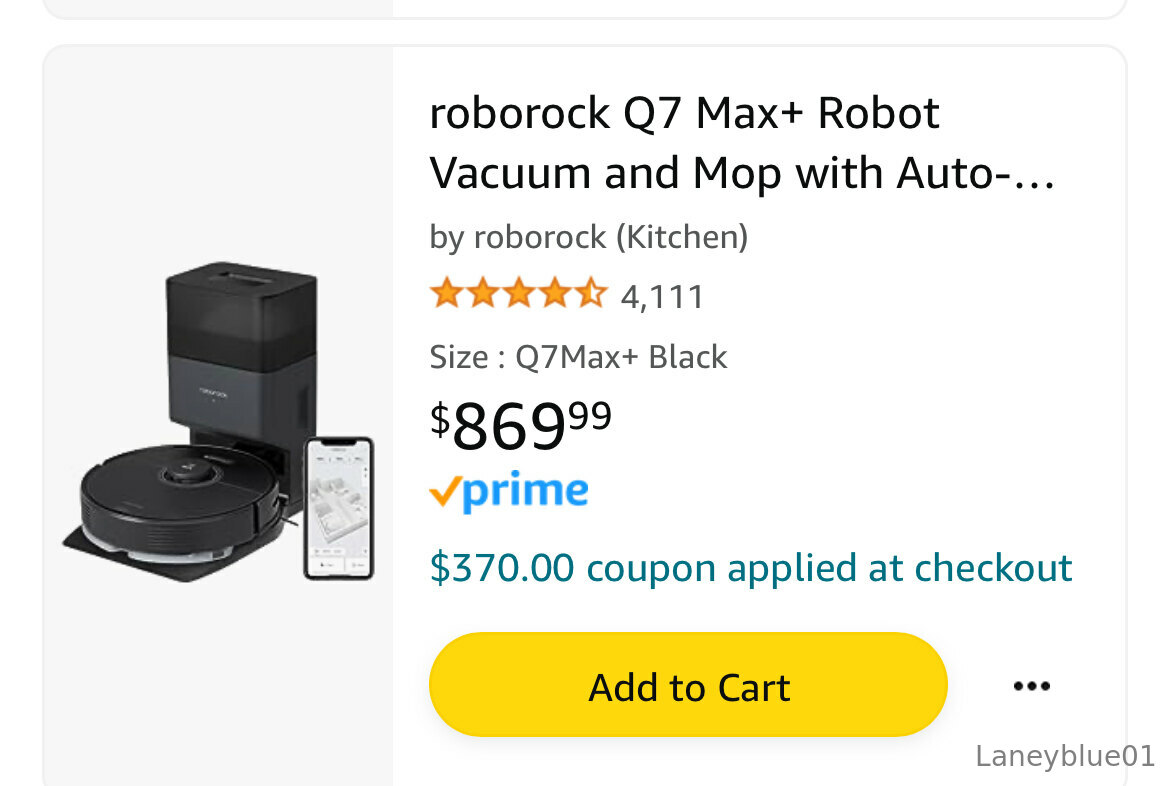 roborock Q7 Max+ Robot
Vacuum and Mop with Auto-...
by roborock (Kitchen)
4,111
Size : Q7Max+ Black
$869.99
prime
$370.00 coupon applied at checkout
Add to Cart
roborock
Laneyblue01